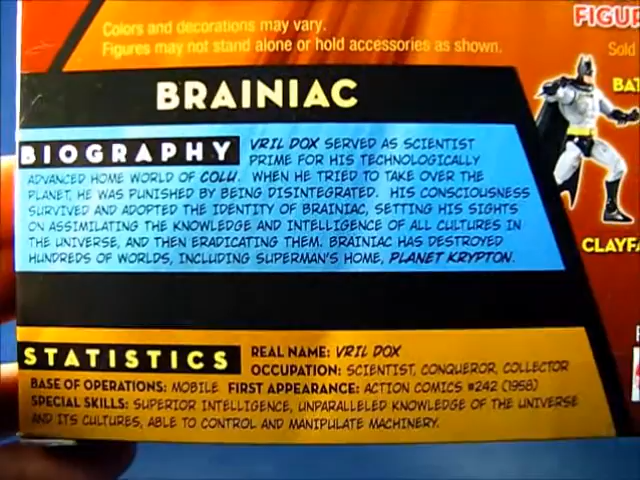 Colors and decorations may vary.
Figures may not stand alone or hold accessories as shown.
BRAINIAC
BIOGRAPHY VRIL DOX SERVED AS SCIENTIST
PRIME FOR HIS TECHNOLOGICALLY
ADVANCED HOME WORLD OF COLU. WHEN HE TRIED TO TAKE OVER THE
PLANET, HE WAS PUNISHED BY BEING DISINTEGRATED. HIS CONSCIOUSNESS
SURVIVED AND ADOPTED THE IDENTITY OF BRAINIAC, SETTING HIS SIGHTS
ON ASSIMILATING THE KNOWLEDGE AND INTELLIGENCE OF ALL CULTURES IN
THE UNIVERSE, AND THEN ERADICATING THEM. BRAINIAC HAS DESTROYED
HUNDREDS OF WORLDS, INCLUDING SUPERMAN'S HOME, PLANET KRYPTON.
STATISTICS REAL NAME: VRIL DOX
OCCUPATION: SCIENTIST, CONQUEROR, COLLECTOR
BASE OF OPERATIONS: MOBILE FIRST APPEARANCE: ACTION COMICS #242 (1958)
SPECIAL SKILLS: SUPERIOR INTELLIGENCE, UNPARALLELED KNOWLEDGE OF THE UNIVERSE
AND ITS CULTURES, ABLE TO CONTROL AND MANIPULATE MACHINERY.
FIGUR
Sold
BAT
CLAYFA